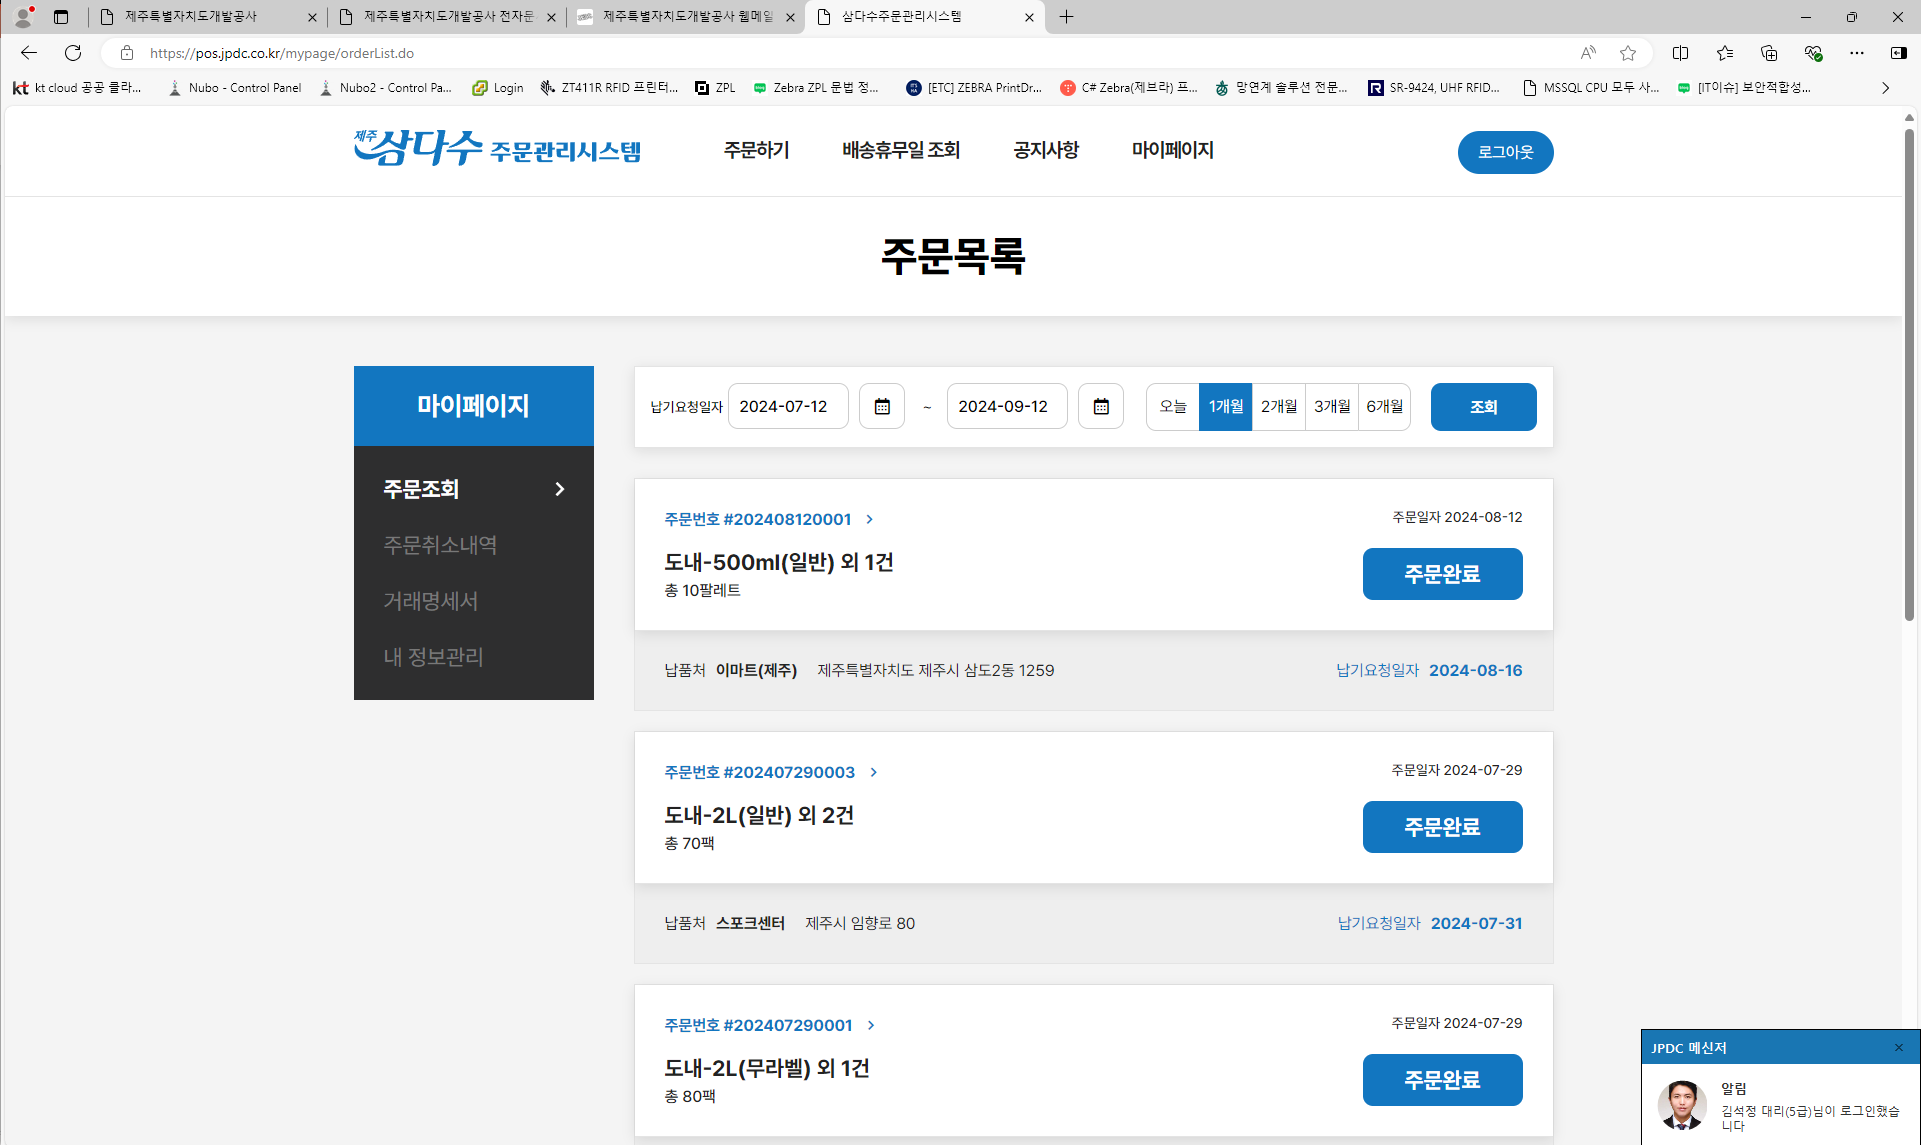 제주특별자치도개발공사
제주특별자치도개발공사 전자문
제주특별자치도개발공사 웹메일
삼다수주문관리시스템
https://pos.jpdc.co.kr/mypage/orderList.do
kt kt cloud 공공 클라...
Nubo - Control Panel
Nubo2 - Control Pa...
Login
ZT411R RFID 프린터...
ZPL
Zebra ZPL 문법 정...
[ETC] ZEBRA PrintDr...
C# Zebra(제브라) 프...
망연계 솔루션 전문...
SR-9424, UHF RFID...
MSSQL CPU 모두 사...
[IT이슈] 보안적합성...
제주 삼다수 주문관리시스템
주문하기
배송휴무일 조회
공지사항
마이페이지
로그아웃
주문목록
마이페이지
주문조회
주문취소내역
거래명세서
내 정보관리
납기요청일자 2024-07-12 ~ 2024-09-12 오늘 1개월 2개월 3개월 6개월 조회
주문번호 #202408120001
주문일자 2024-08-12
도내-500ml(일반) 외 1건
총 10팔레트
주문완료
납품처 이마트(제주) 제주특별자치도 제주시 삼도2동 1259
납기요청일자 2024-08-16
주문번호 #202407290003
주문일자 2024-07-29
도내-2L(일반) 외 2건
총 70팩
주문완료
납품처 스포크센터 제주시 임항로 80
납기요청일자 2024-07-31
주문번호 #202407290001
주문일자 2024-07-29
도내-2L(무라벨) 외 1건
총 80팩
주문완료
JPDC 메신저
알림
김석정 대리(5급)님이 로그인했습
니다